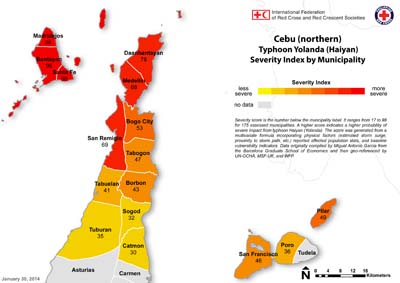 International Federation
of Red Cross and Red Crescent Societies
Cebu (northern)
Typhoon Yolanda (Haiyan)
Severity Index by Municipality
Severity Index
less
severe
more
severe
no data
Severity score is the number below the municipality label. It ranges from 17 to 98
for 175 assessed municipalities. A higher score indicates a higher probability of
severe impact from typhoon Haiyan (Yolanda). The score was generated from a
multivariate formula incorporating physical factors (estimated storm surge,
proximity to storm path, etc.) reported affected population stats, and baseline
vulnerability indicators. Data originally compiled by Miguel Antonio Garcia from
the Barcelona Graduate School of Economics and then geo-referenced by
UN-OCHA, MSF-UK, and WFP.
Madridejos
Bantayan
Santa Fe
Daanbantayan
78
Medellin
68
Bogo City
53
San Remigio
69
Tabogon
47
Tabuelan
41
Borbon
43
Sogod
32
Tuburan
35
Catmon
30
Asturias
Carmen
Pilar
49
San Francisco
46
Poro
36
Tudela
N
0
5
10
15
Kilometers
January 30, 2014